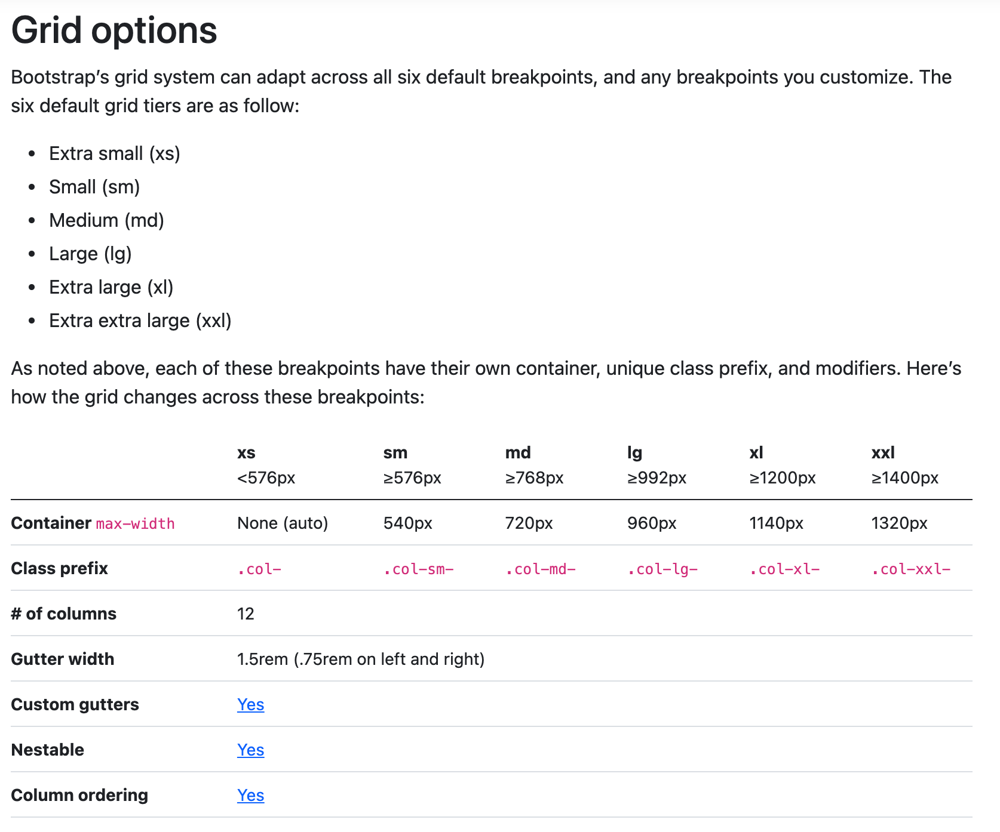 Grid options
Bootstrap’s grid system can adapt across all six default breakpoints, and any breakpoints you customize. The
six default grid tiers are as follow:
• Extra small (xs)
• Small (sm)
• Medium (md)
• Large (lg)
• Extra large (xl)
• Extra extra large (xxl)
As noted above, each of these breakpoints have their own container, unique class prefix, and modifiers. Here’s
how the grid changes across these breakpoints:
xs sm md lg xl xxl
<576px ≥576px ≥768px ≥992px ≥1200px ≥1400px
Container max-width None (auto) 540px 720px 960px 1140px 1320px
Class prefix .col- .col-sm- .col-md- .col-lg- .col-xl- .col-xxl-
# of columns 12
Gutter width 1.5rem (.75rem on left and right)
Custom gutters Yes
Nestable Yes
Column ordering Yes